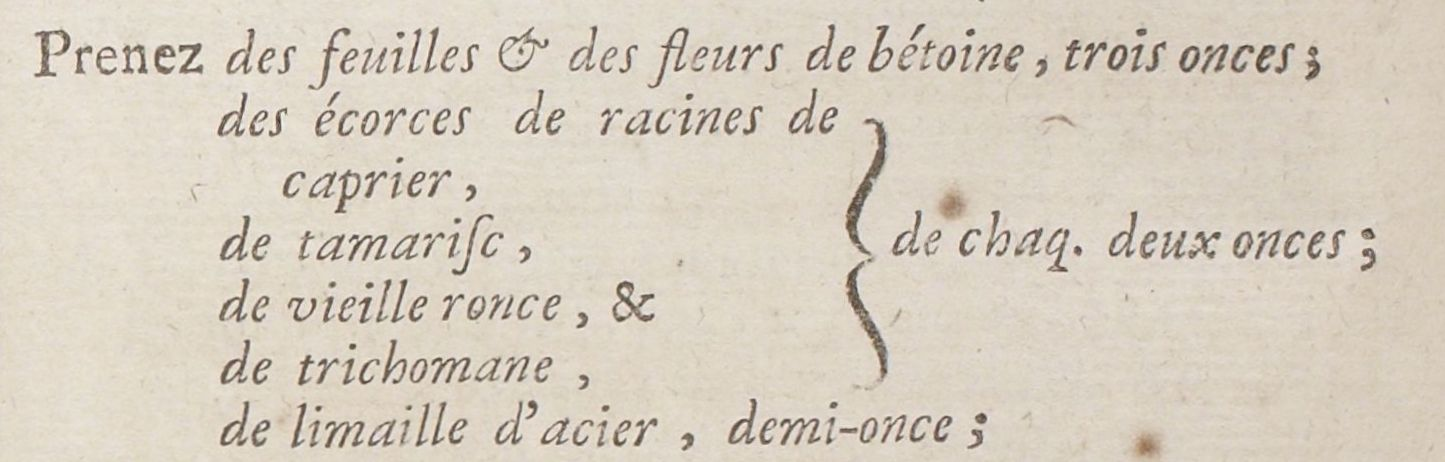 Prenez des feuilles & des fleurs de bétoine, trois onces;
des écorces de racines de
caprier,
de tamariſc,
de chaq. deux onces;
de vieille ronce, &
de trichomane,
de limaille d'acier, demi-once;